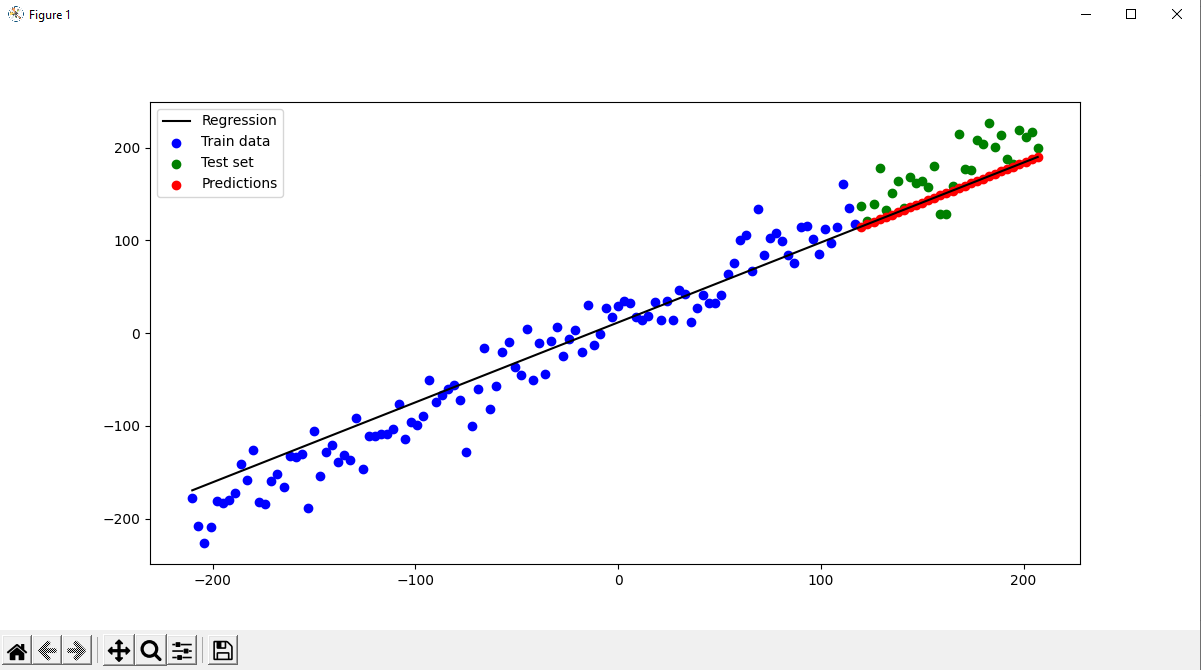 Figure 1
Regression
Train data
Test set
Predictions
200
100
0
−100
−200
−200 −100 0 100 200